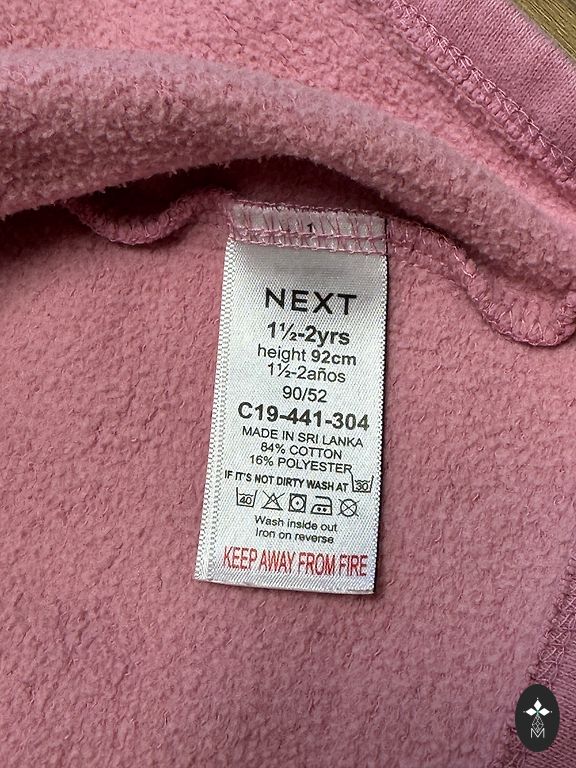 1
NEXT
1½-2yrs
height 92cm
1½-2años
90/52
C19-441-304
MADE IN SRI LANKA
84% COTTON
16% POLYESTER
IF IT'S NOT DIRTY WASH AT 30
40
Wash inside out
Iron on reverse
KEEP AWAY FROM FIRE
M